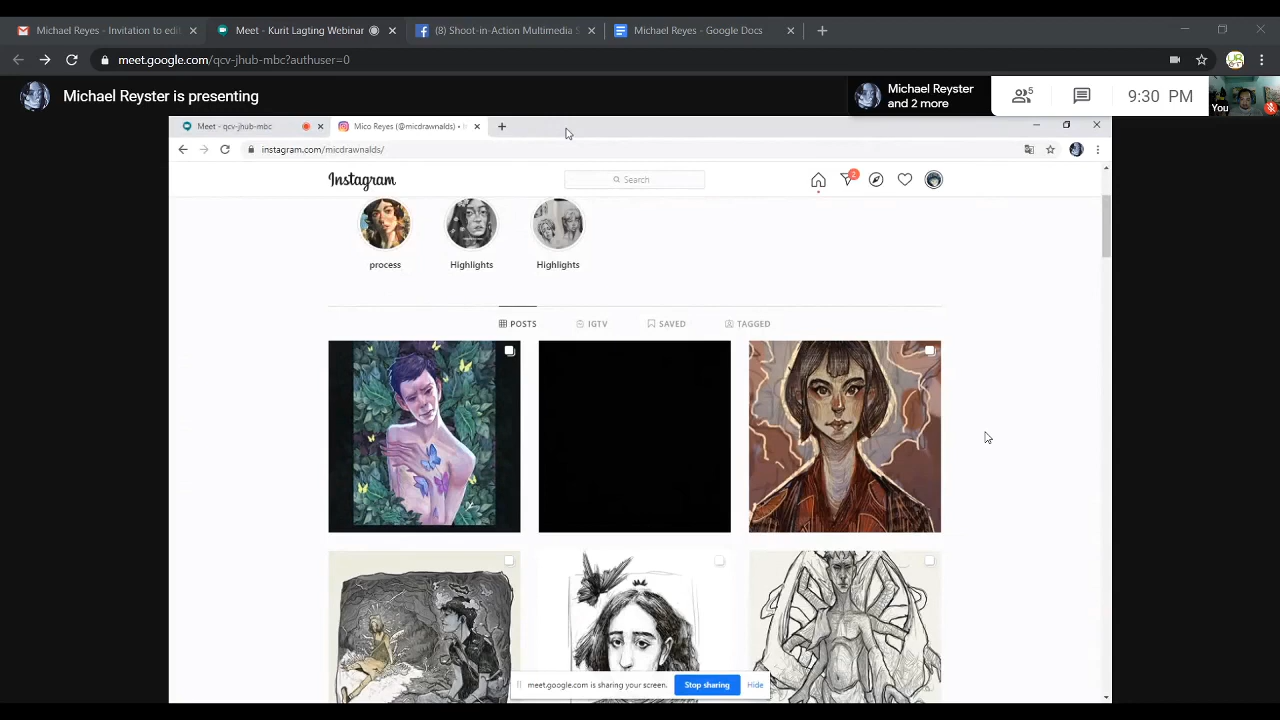 Michael Reyes - Invitation to edit
Meet - Kurit Lagting Webinar
(8) Shoot-in-Action Multimedia S
Michael Reyes - Google Docs
meet.google.com/qcv-jhub-mbc?authuser=0
Michael Reyster is presenting
Michael Reyster
and 2 more
5
9:30 PM
You
Meet - qcv-jhub-mbc
Mico Reyes (@micdrawnalds) •
instagram.com/micdrawnalds/
Instagram
Search
2
process
Highlights
Highlights
POSTS
IGTV
SAVED
TAGGED
meet.google.com is sharing your screen.
Stop sharing
Hide